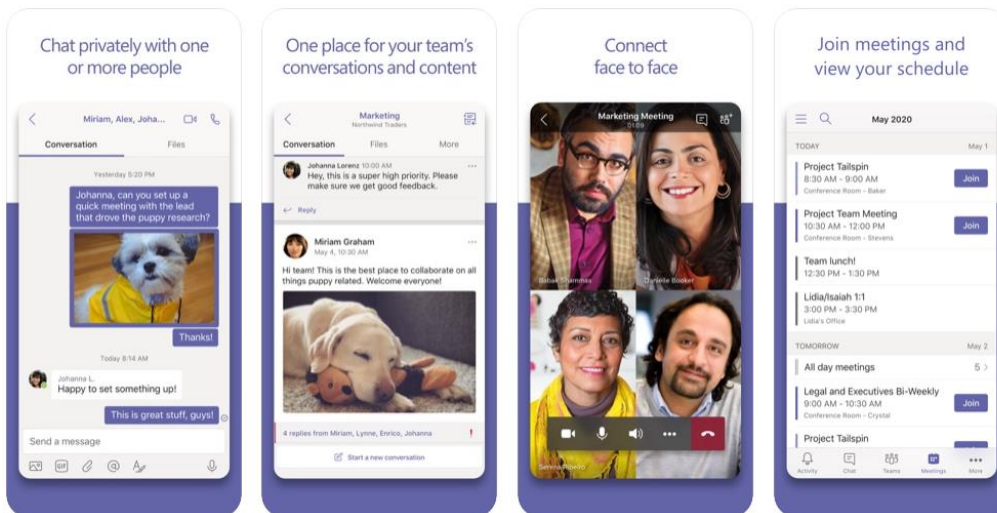 Chat privately with one
or more people
Miriam, Alex, Joha...
Conversation Files
Yesterday 5:20 PM
Johanna, can you set up a
quick meeting with the lead
that drove the puppy research?
Thanks!
Today 8:14 AM
Johanna L.
Happy to set something up!
This is great stuff, guys!
Send a message
GIF
One place for your team's
conversations and content
Marketing
Northwind Traders
Conversation Files More
Johanna Lorenz 10:00 AM
Hey, this is a super high priority. Please
make sure we get good feedback.
Reply
Miriam Graham
May 4, 10:30 AM
Hi team! This is the best place to collaborate on all
things puppy related. Welcome everyone!
4 replies from Miriam, Lynne, Enrico, Johanna
Start a new conversation
Connect
face to face
Marketing Meeting
01:09
Babak Shammas
Danielle Booker
Serena Ribeiro
Join meetings and
view your schedule
May 2020
TODAY May 1
Project Tailspin
8:30 AM - 9:00 AM
Conference Room - Baker
Join
Project Team Meeting
10:30 AM - 12:00 PM
Conference Room - Stevens
Join
Team lunch!
12:30 PM - 1:30 PM
Lidia/Isaiah 1:1
3:00 PM - 3:30 PM
Lidia's Office
TOMORROW May 2
All day meetings 5
Legal and Executives Bi-Weekly
9:00 AM - 10:30 AM
Conference Room - Crystal
Join
Project Tailspin
Activity Chat Teams Meetings More